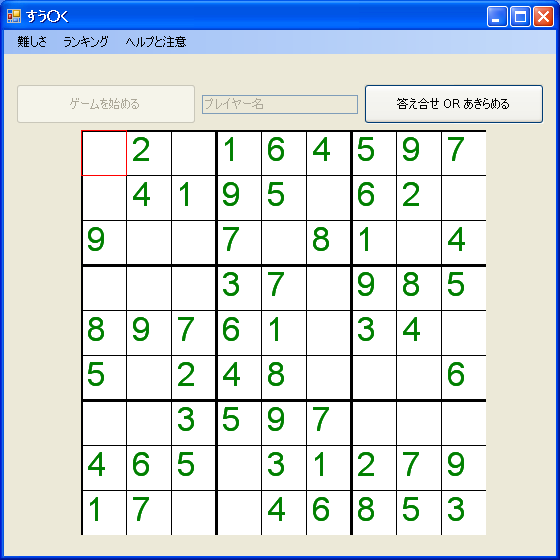 すう〇く
難しさ ランキング ヘルプと注意
ゲームを始める プレイヤー名 答え合せ OR あきらめる
2 1 6 4 5 9 7
4 1 9 5 6 2
9 7 8 1 4
3 7 9 8 5
8 9 7 6 1 3 4
5 2 4 8 6
3 5 9 7
4 6 5 3 1 2 7 9
1 7 4 6 8 5 3